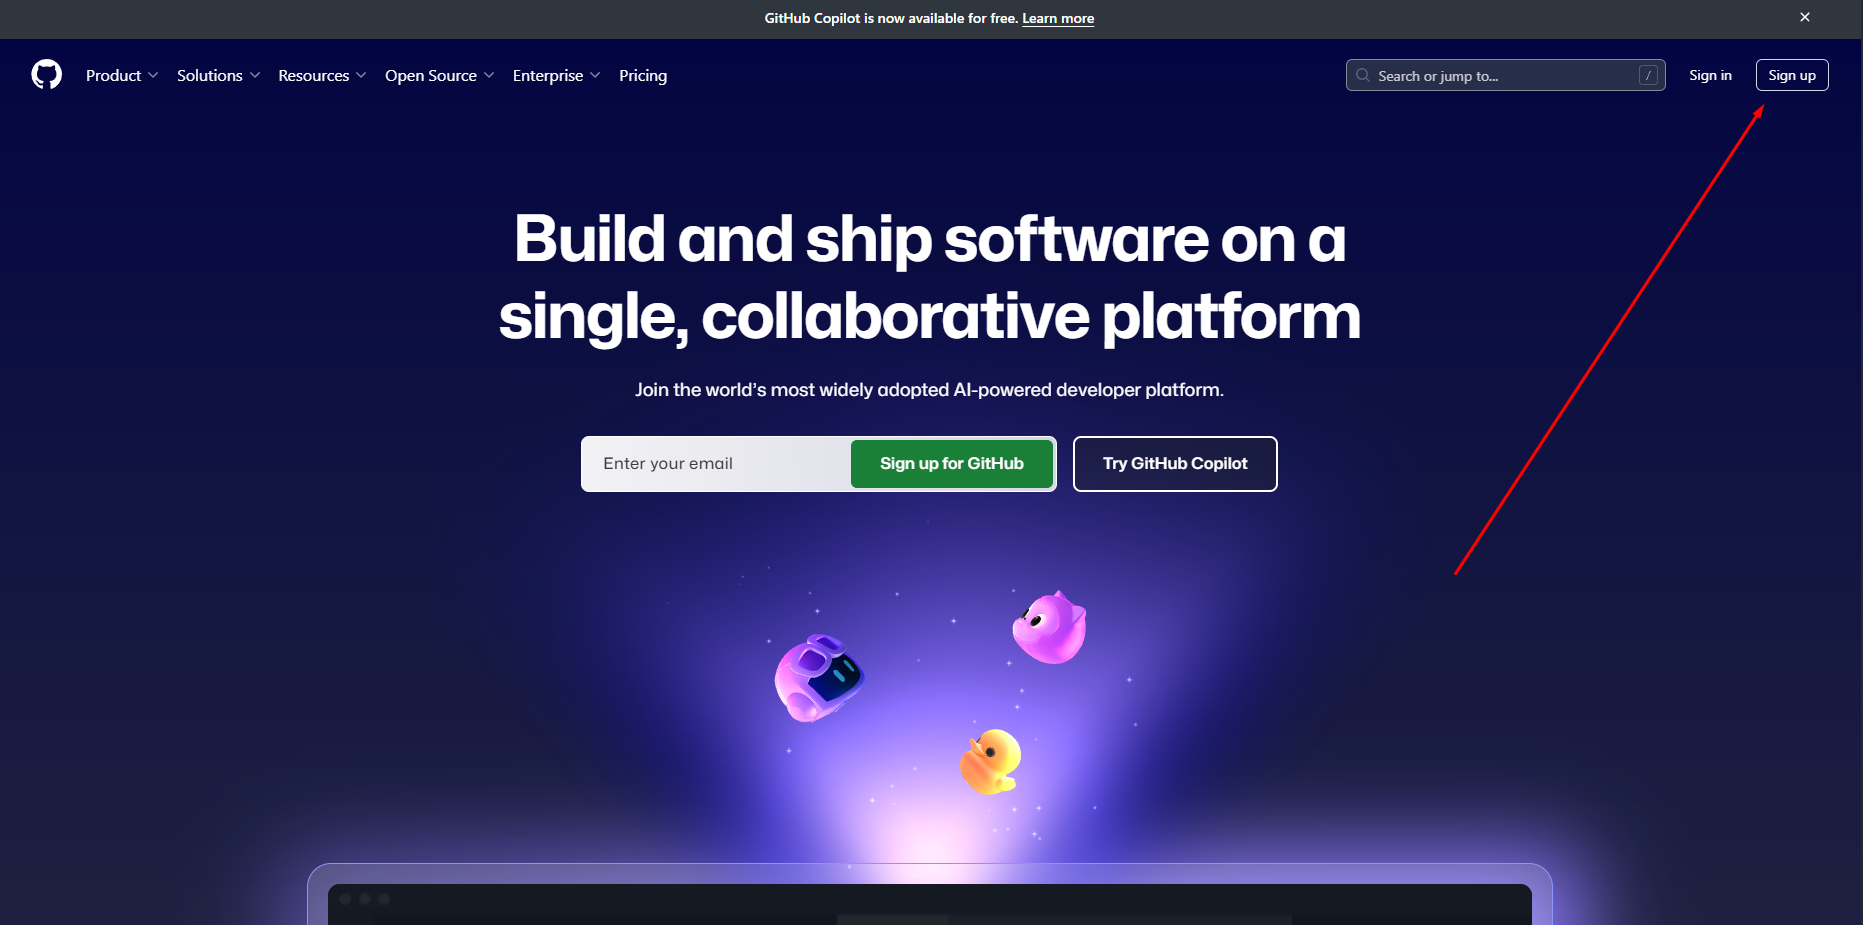 GitHub Copilot is now available for free. Learn more
Product Solutions Resources Open Source Enterprise Pricing Search or jump to... / Sign in Sign up
Build and ship software on a
single, collaborative platform
Join the world’s most widely adopted AI-powered developer platform.
Enter your email Sign up for GitHub Try GitHub Copilot